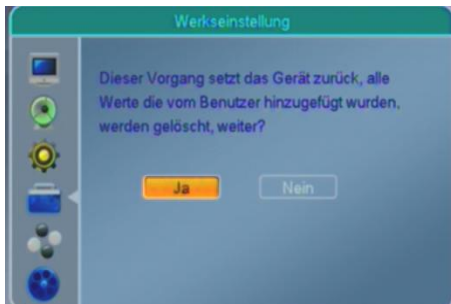 Werkseinstellung
Dieser Vorgang setzt das Gerät zurück, alle
Werte die vom Benutzer hinzugefügt wurden,
werden gelöscht, weiter?
Ja
Nein